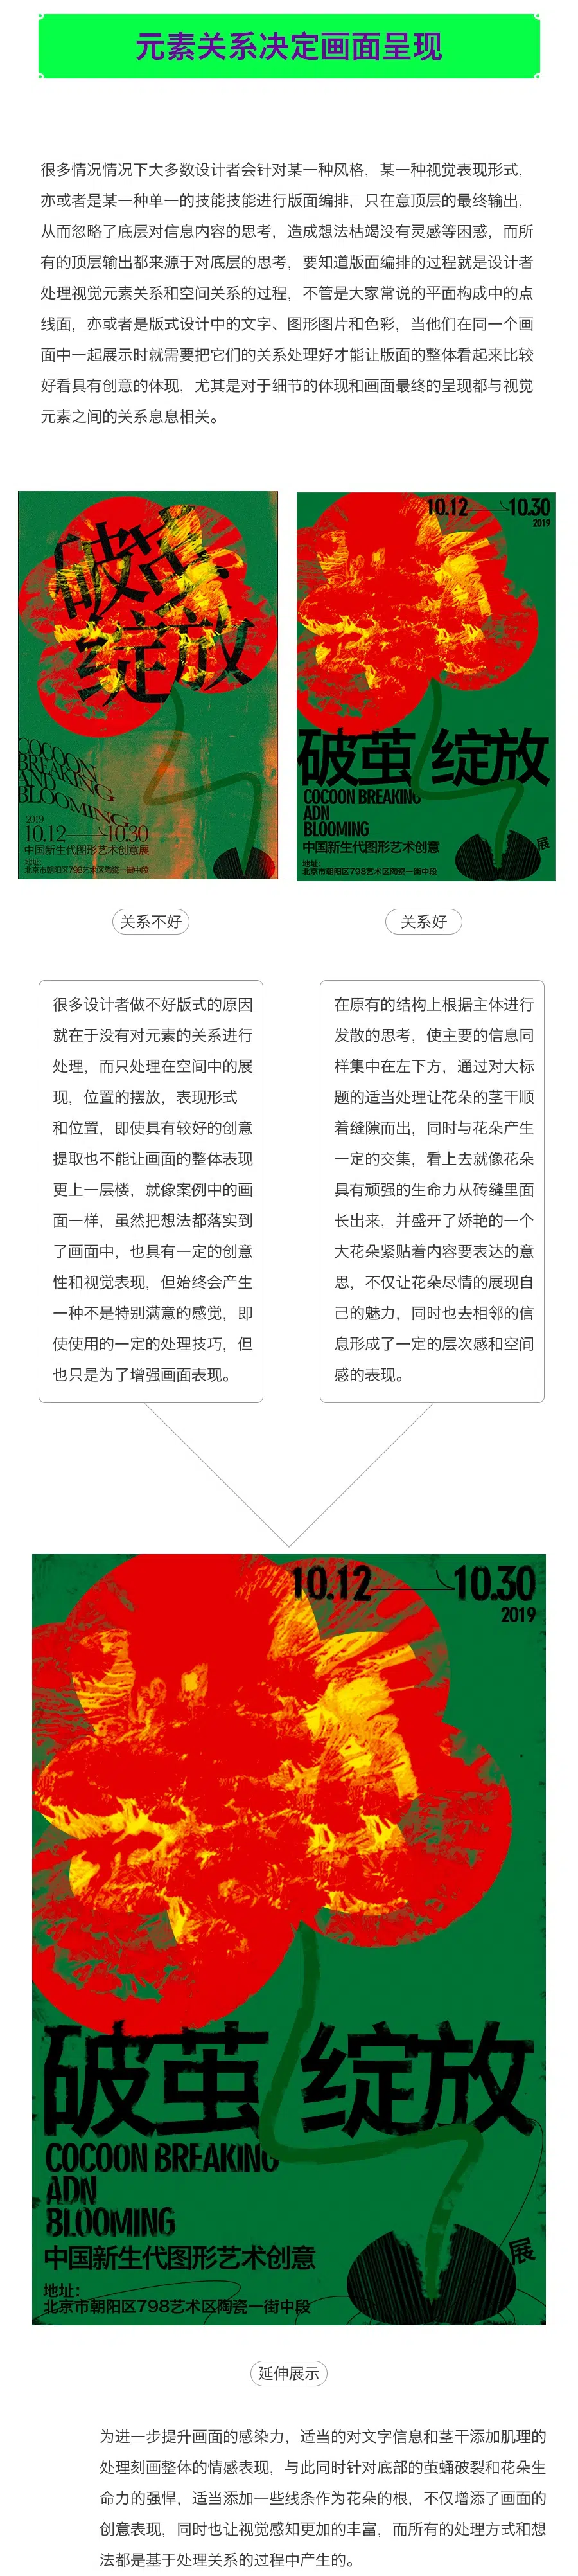 元素关系决定画面呈现
很多情况情况下大多数设计者会针对某一种风格，某一种视觉表现形式，
亦或者是某一种单一的技能技能进行版面编排，只在意顶层的最终输出，
从而忽略了底层对信息内容的思考，造成想法枯竭没有灵感等困惑，而所
有的顶层输出都来源于对底层的思考，要知道版面编排的过程就是设计者
处理视觉元素关系和空间关系的过程，不管是大家常说的平面构成中的点
线面，亦或者是版式设计中的文字、图形图片和色彩，当他们在同一个画
面中一起展示时就需要把它们的关系处理好才能让版面的整体看起来比较
好看具有创意的体现，尤其是对于细节的体现和画面最终的呈现都与视觉
元素之间的关系息息相关。
破茧
绽放
COCOON
BREAKING
AND
BLOOMING
2019
10.12——10.30
中国新生代图形艺术创意展
地址：
北京市朝阳区798艺术区陶瓷一街中段
10.12——10.30
2019
破茧绽放
COCOON BREAKING
ADN
BLOOMING
中国新生代图形艺术创意
展
地址：
北京市朝阳区798艺术区陶瓷一街中段
关系不好
关系好
很多设计者做不好版式的原因
就在于没有对元素的关系进行
处理，而只处理在空间中的展
现，位置的摆放，表现形式
和位置，即使具有较好的创意
提取也不能让画面的整体表现
更上一层楼，就像案例中的画
面一样，虽然把想法都落实到
了画面中，也具有一定的创意
性和视觉表现，但始终会产生
一种不是特别满意的感觉，即
使使用的一定的处理技巧，但
也只是为了增强画面表现。
在原有的结构上根据主体进行
发散的思考，使主要的信息同
样集中在左下方，通过对大标
题的适当处理让花朵的茎干顺
着缝隙而出，同时与花朵产生
一定的交集，看上去就像花朵
具有顽强的生命力从砖缝里面
长出来，并盛开了娇艳的一个
大花朵紧贴着内容要表达的意
思，不仅让花朵尽情的展现自
己的魅力，同时也去相邻的信
息形成了一定的层次感和空间
感的表现。
10.12——10.30
2019
破茧绽放
COCOON BREAKING
ADN
BLOOMING
中国新生代图形艺术创意
展
地址：
北京市朝阳区798艺术区陶瓷一街中段
延伸展示
为进一步提升画面的感染力，适当的对文字信息和茎干添加肌理的
处理刻画整体的情感表现，与此同时针对底部的茧蛹破裂和花朵生
命力的强悍，适当添加一些线条作为花朵的根，不仅增添了画面的
创意表现，同时也让视觉感知更加的丰富，而所有的处理方式和想
法都是基于处理关系的过程中产生的。